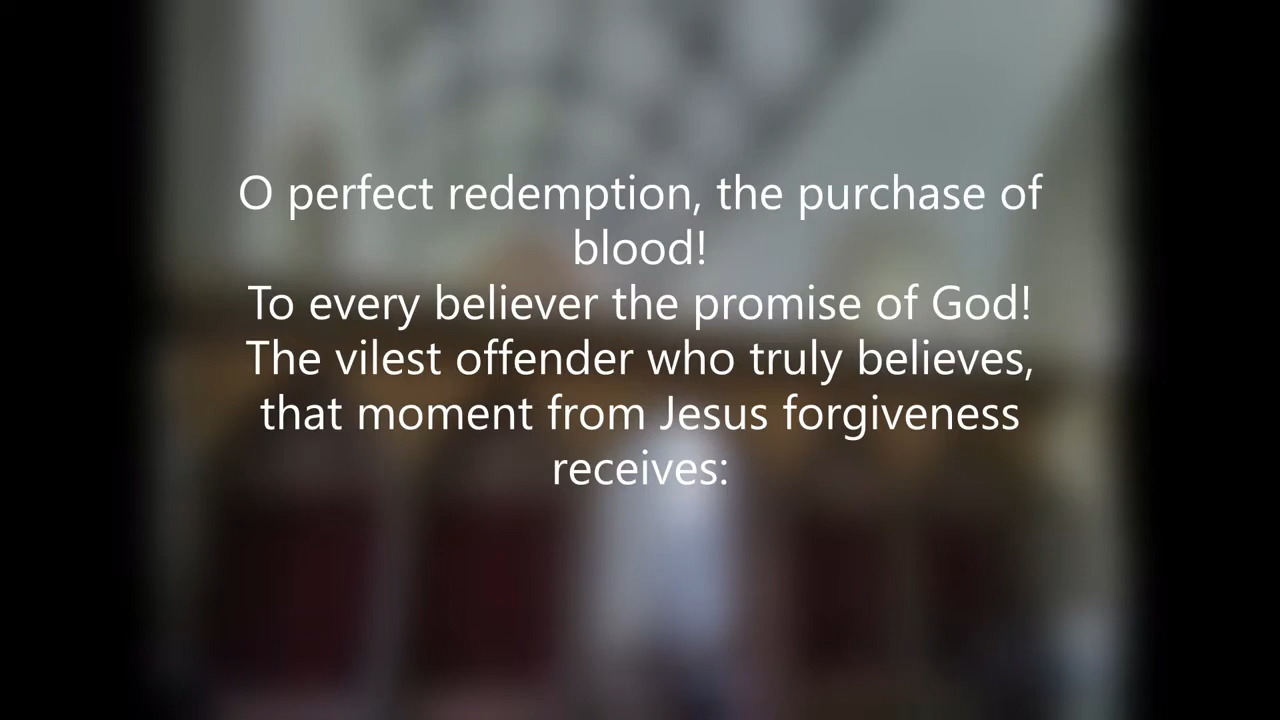 O perfect redemption, the purchase of
blood!
To every believer the promise of God!
The vilest offender who truly believes,
that moment from Jesus forgiveness
receives: